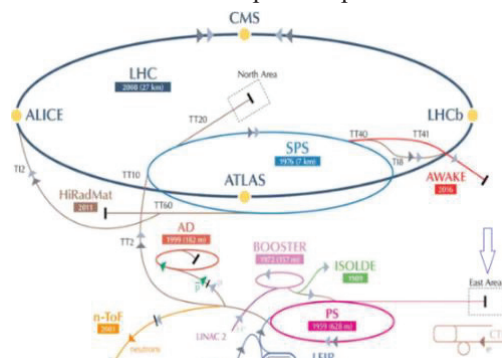 CMS
LHC
2008 (27 km)
North Area
TT20
ALICE
LHCb
TT40
TT41
SPS
1976 (7 km)
TI2
TT10
TI8
ATLAS
AWAKE
2016
HiRadMat
2011
TT60
AD
1999 (182 m)
TT2
BOOSTER
1972 (157 m)
ISOLDE
1989
East Area
n-ToF
2001
LINAC 2
PS
1959 (628 m)
neutrons
LEIR
CT